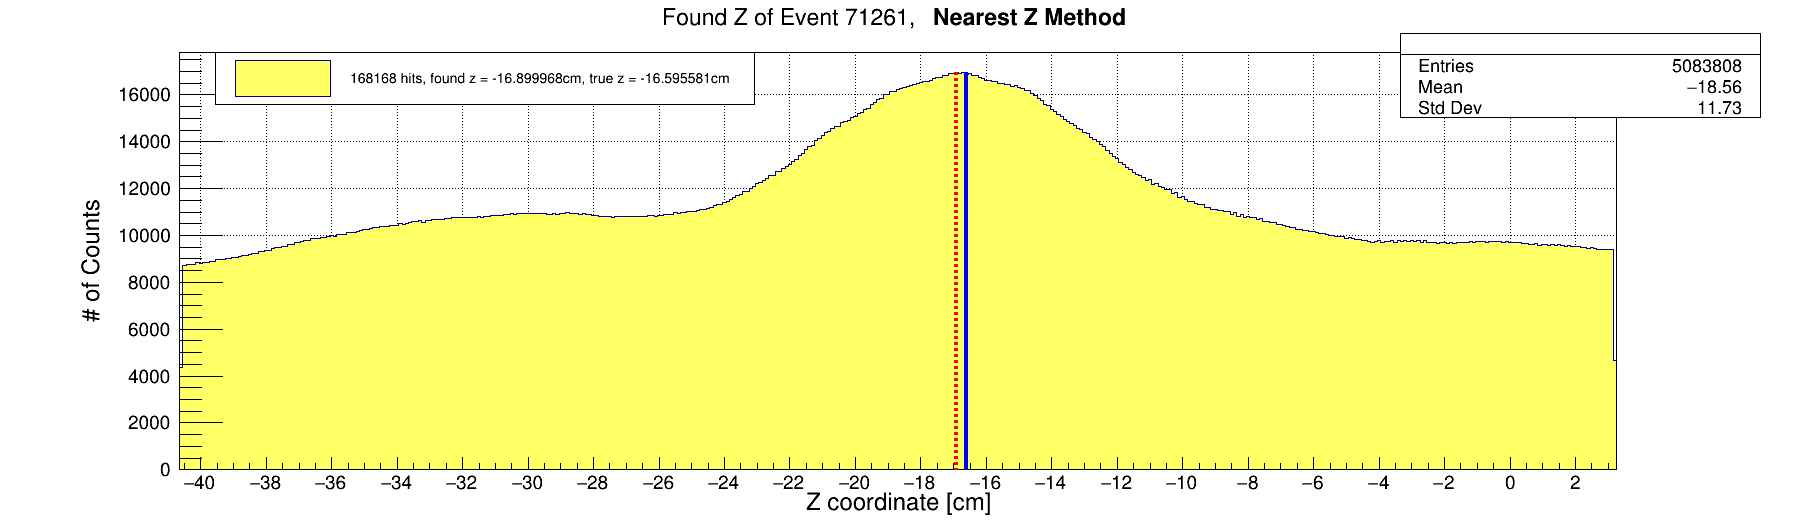 Found Z of Event 71261, Nearest Z Method
168168 hits, found z = -16.899968cm, true z = -16.595581cm
Entries 5083808
Mean −18.56
Std Dev 11.73
# of Counts
16000
14000
12000
10000
8000
6000
4000
2000
0
−40 −38 −36 −34 −32 −30 −28 −26 −24 −22 −20 −18 −16 −14 −12 −10 −8 −6 −4 −2 0 2
Z coordinate [cm]